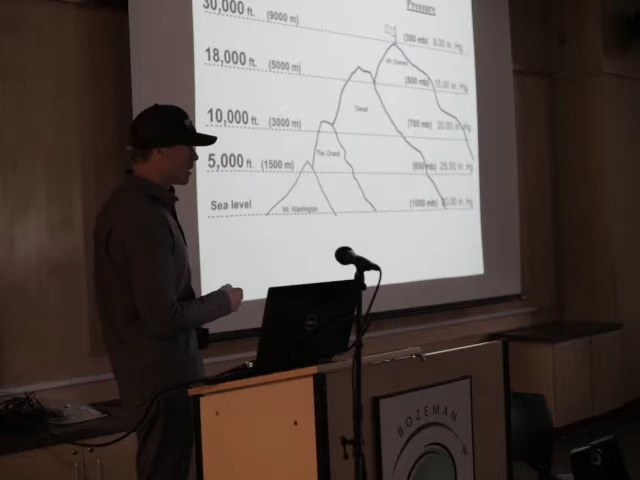 Pressure
30,000 ft. (9000 m)
(300 mb) 9.00 in. Hg
Mt. Everest
18,000 ft. (5000 m)
(500 mb) 15.00 in. Hg
Denali
10,000 ft. (3000 m)
(700 mb) 20.00 in. Hg
The Grand
5,000 ft. (1500 m)
(850 mb) 25.50 in. Hg
Sea level
Mt. Washington
(1000 mb) 30.00 in. Hg
BOZEMAN